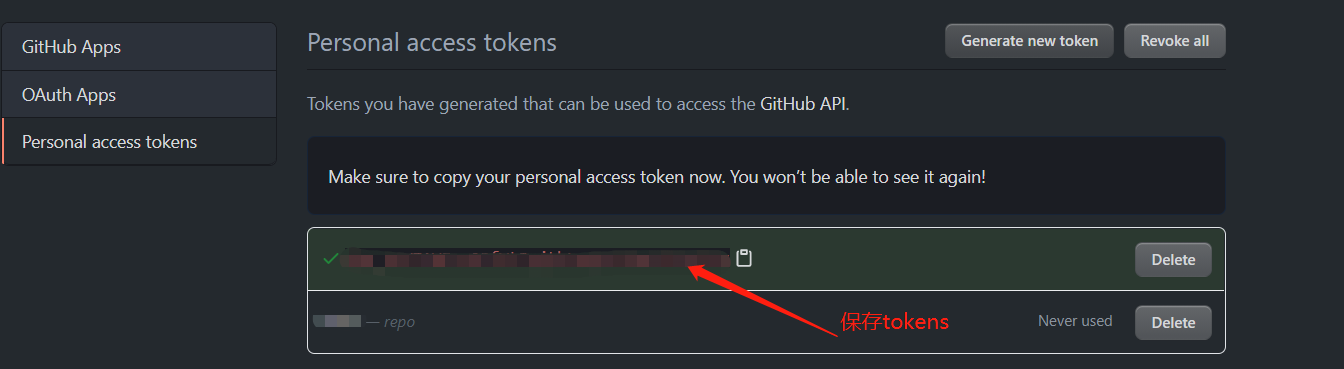 GitHub Apps
OAuth Apps
Personal access tokens
Personal access tokens
Generate new token
Revoke all
Tokens you have generated that can be used to access the GitHub API.
Make sure to copy your personal access token now. You won’t be able to see it again!
Delete
— repo
保存tokens
Never used
Delete